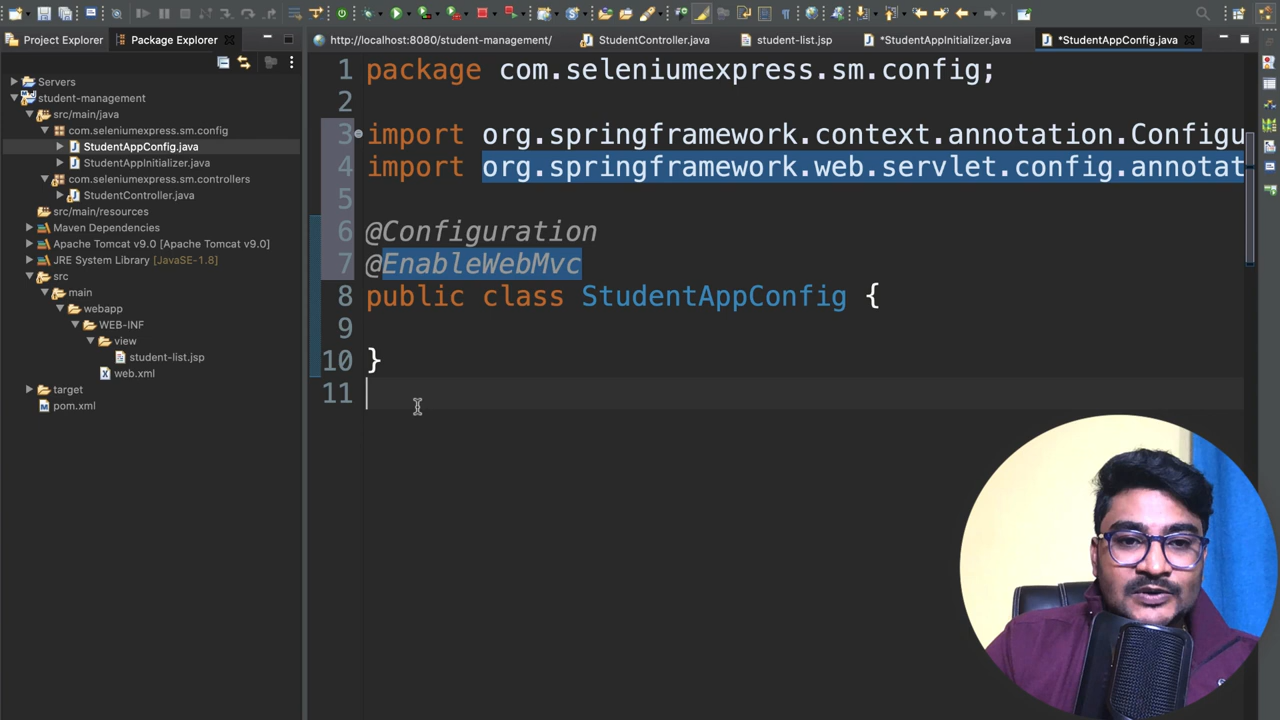 Project Explorer
Package Explorer
http://localhost:8080/student-management/
StudentController.java
student-list.jsp
*StudentAppInitializer.java
*StudentAppConfig.java
Servers
student-management
src/main/java
com.seleniumexpress.sm.config
StudentAppConfig.java
StudentAppInitializer.java
com.seleniumexpress.sm.controllers
StudentController.java
src/main/resources
Maven Dependencies
Apache Tomcat v9.0 [Apache Tomcat v9.0]
JRE System Library [JavaSE-1.8]
src
main
webapp
WEB-INF
view
student-list.jsp
web.xml
target
pom.xml
1 package com.seleniumexpress.sm.config;
2
3 import org.springframework.context.annotation.Configu
4 import org.springframework.web.servlet.config.annotat
5
6 @Configuration
7 @EnableWebMvc
8 public class StudentAppConfig {
9
10 }
11